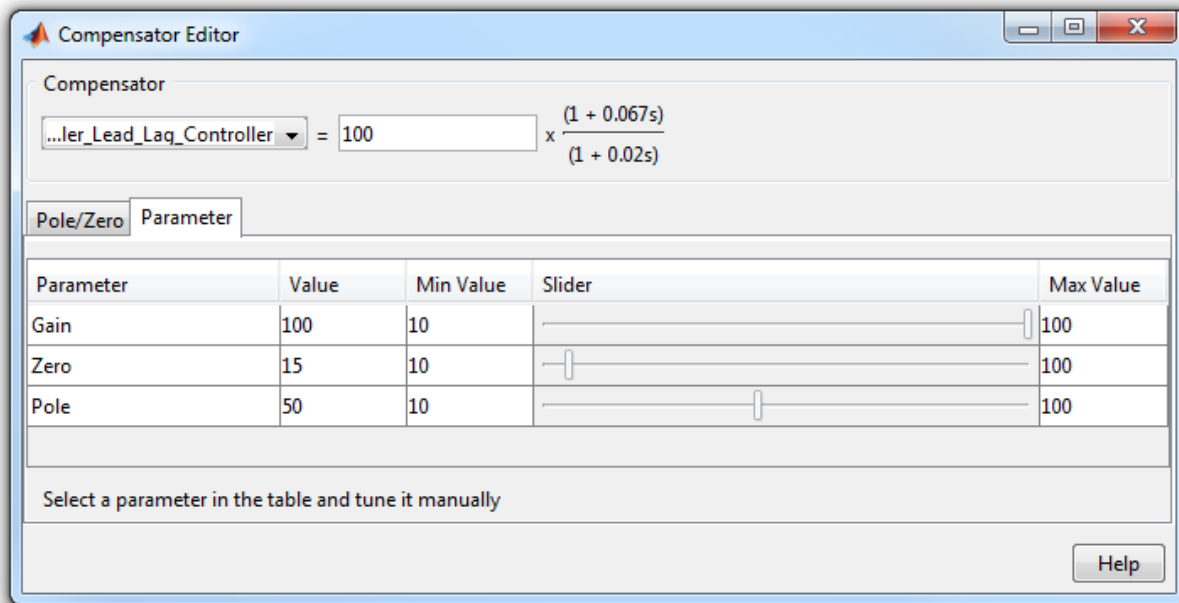 Compensator Editor
Compensator
...ler_Lead_Lag_Controller = 100 x (1 + 0.067s)
(1 + 0.02s)
Pole/Zero Parameter
Parameter Value Min Value Slider Max Value
Gain 100 10 100
Zero 15 10 100
Pole 50 10 100
Select a parameter in the table and tune it manually
Help